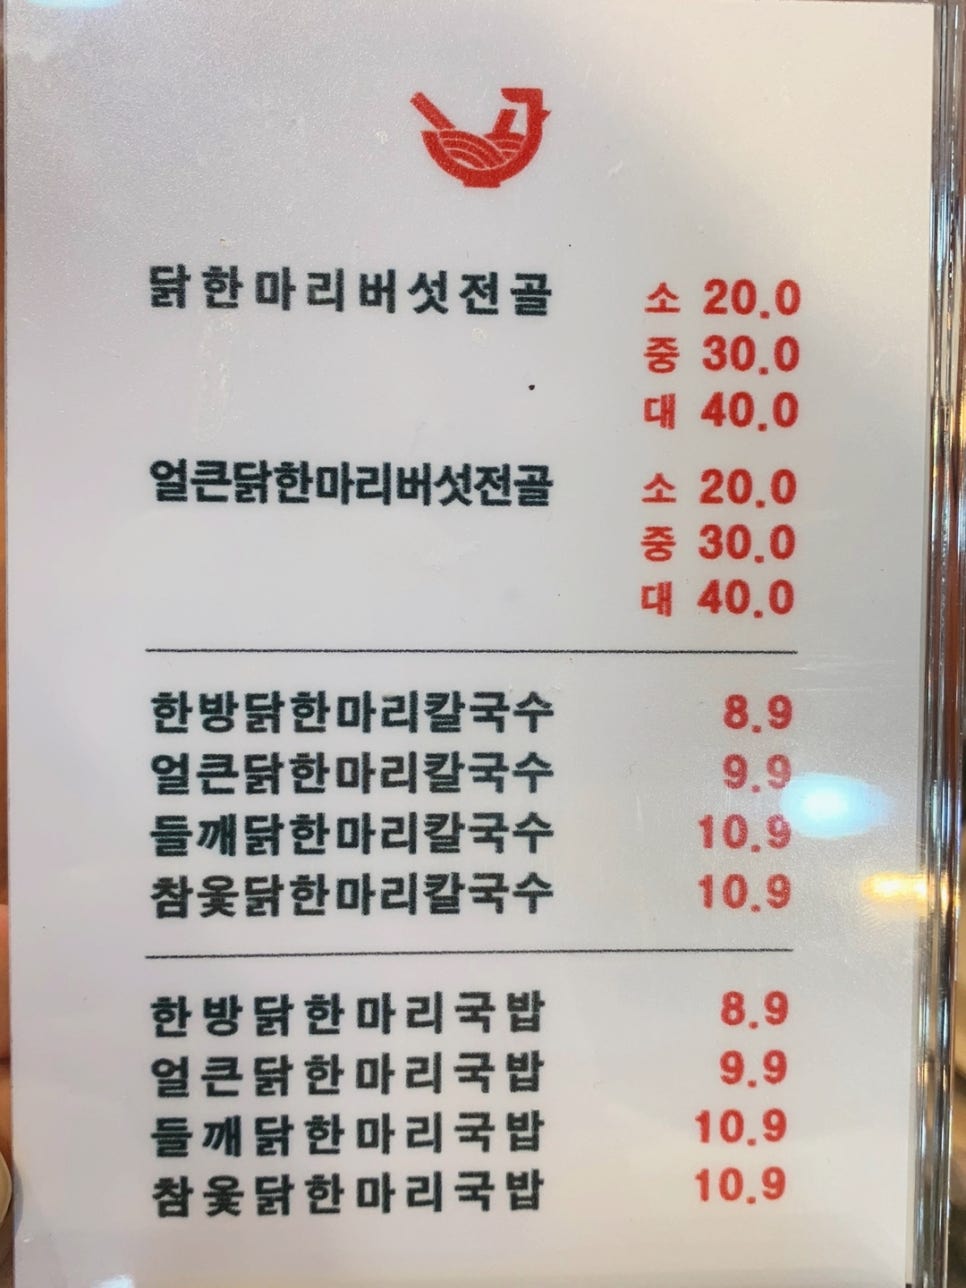 닭한마리버섯전골 소 20.0
중 30.0
대 40.0
얼큰닭한마리버섯전골 소 20.0
중 30.0
대 40.0
한방닭한마리칼국수 8.9
얼큰닭한마리칼국수 9.9
들깨닭한마리칼국수 10.9
참옻닭한마리칼국수 10.9
한방닭한마리국밥 8.9
얼큰닭한마리국밥 9.9
들깨닭한마리국밥 10.9
참옻닭한마리국밥 10.9